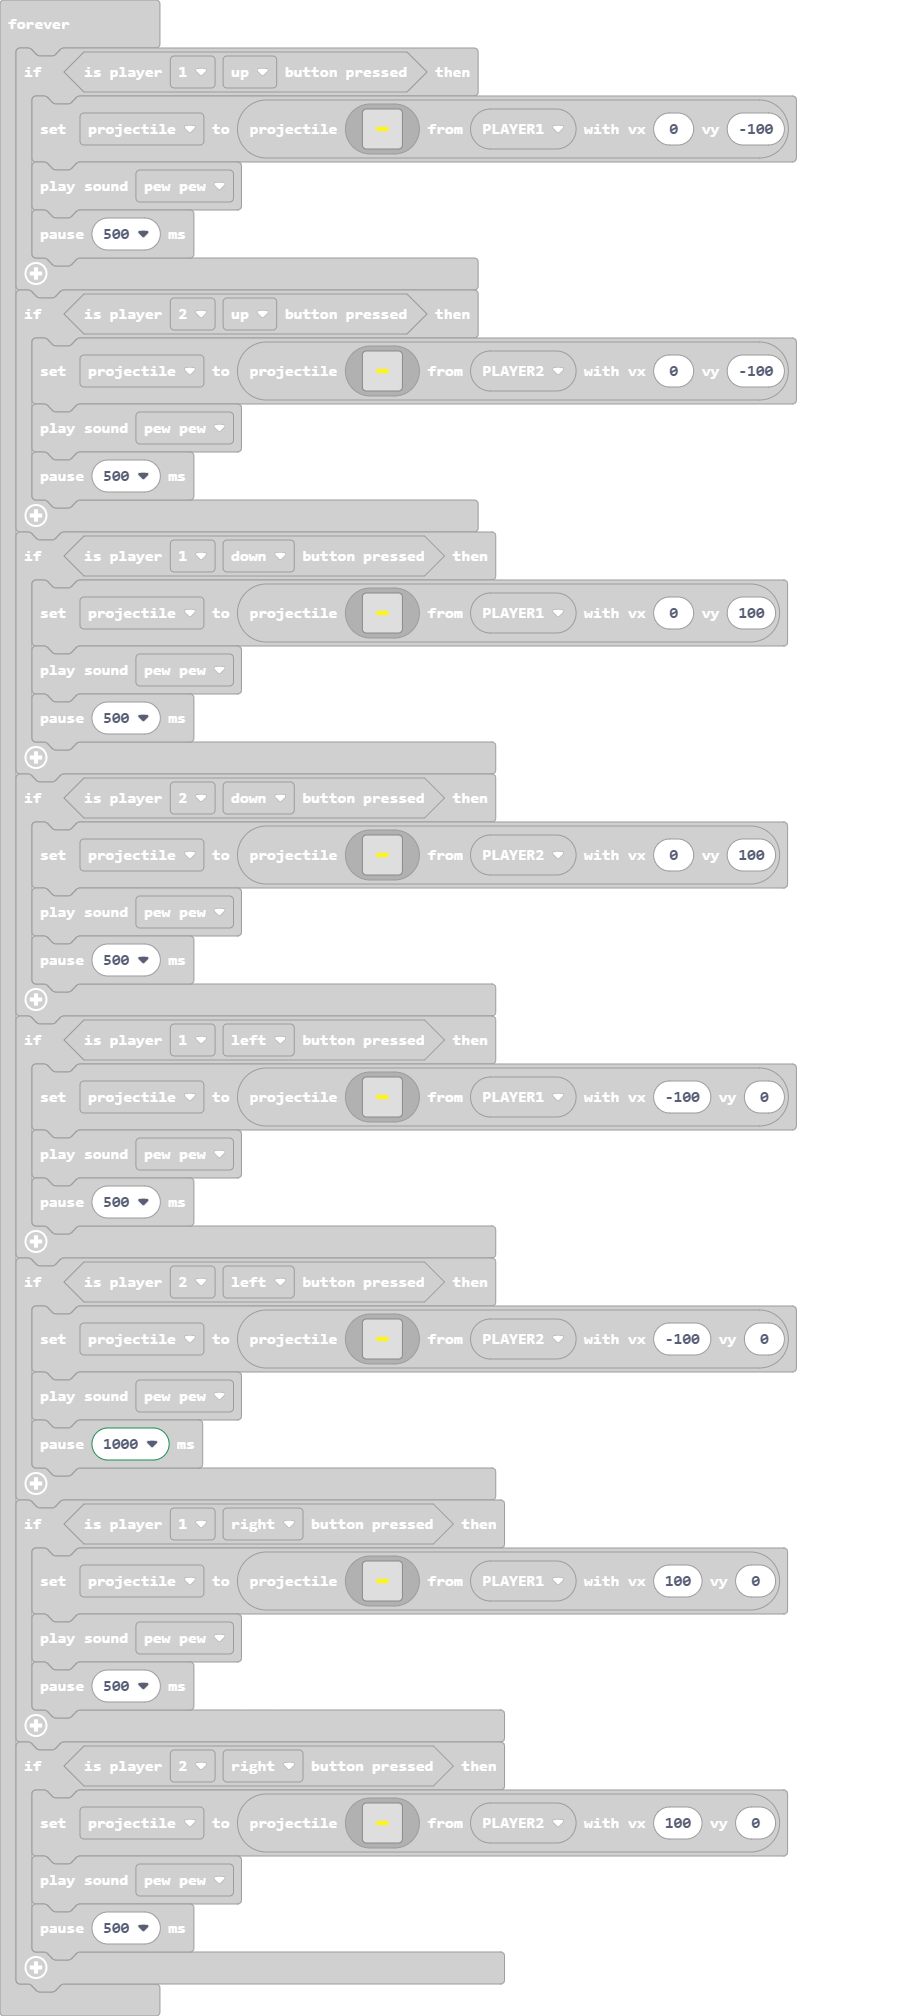 forever
if is player 1 up button pressed then
set projectile to projectile from PLAYER1 with vx 0 vy -100
play sound pew pew
pause 500 ms
if is player 2 up button pressed then
set projectile to projectile from PLAYER2 with vx 0 vy -100
play sound pew pew
pause 500 ms
if is player 1 down button pressed then
set projectile to projectile from PLAYER1 with vx 0 vy 100
play sound pew pew
pause 500 ms
if is player 2 down button pressed then
set projectile to projectile from PLAYER2 with vx 0 vy 100
play sound pew pew
pause 500 ms
if is player 1 left button pressed then
set projectile to projectile from PLAYER1 with vx -100 vy 0
play sound pew pew
pause 500 ms
if is player 2 left button pressed then
set projectile to projectile from PLAYER2 with vx -100 vy 0
play sound pew pew
pause 1000 ms
if is player 1 right button pressed then
set projectile to projectile from PLAYER1 with vx 100 vy 0
play sound pew pew
pause 500 ms
if is player 2 right button pressed then
set projectile to projectile from PLAYER2 with vx 100 vy 0
play sound pew pew
pause 500 ms